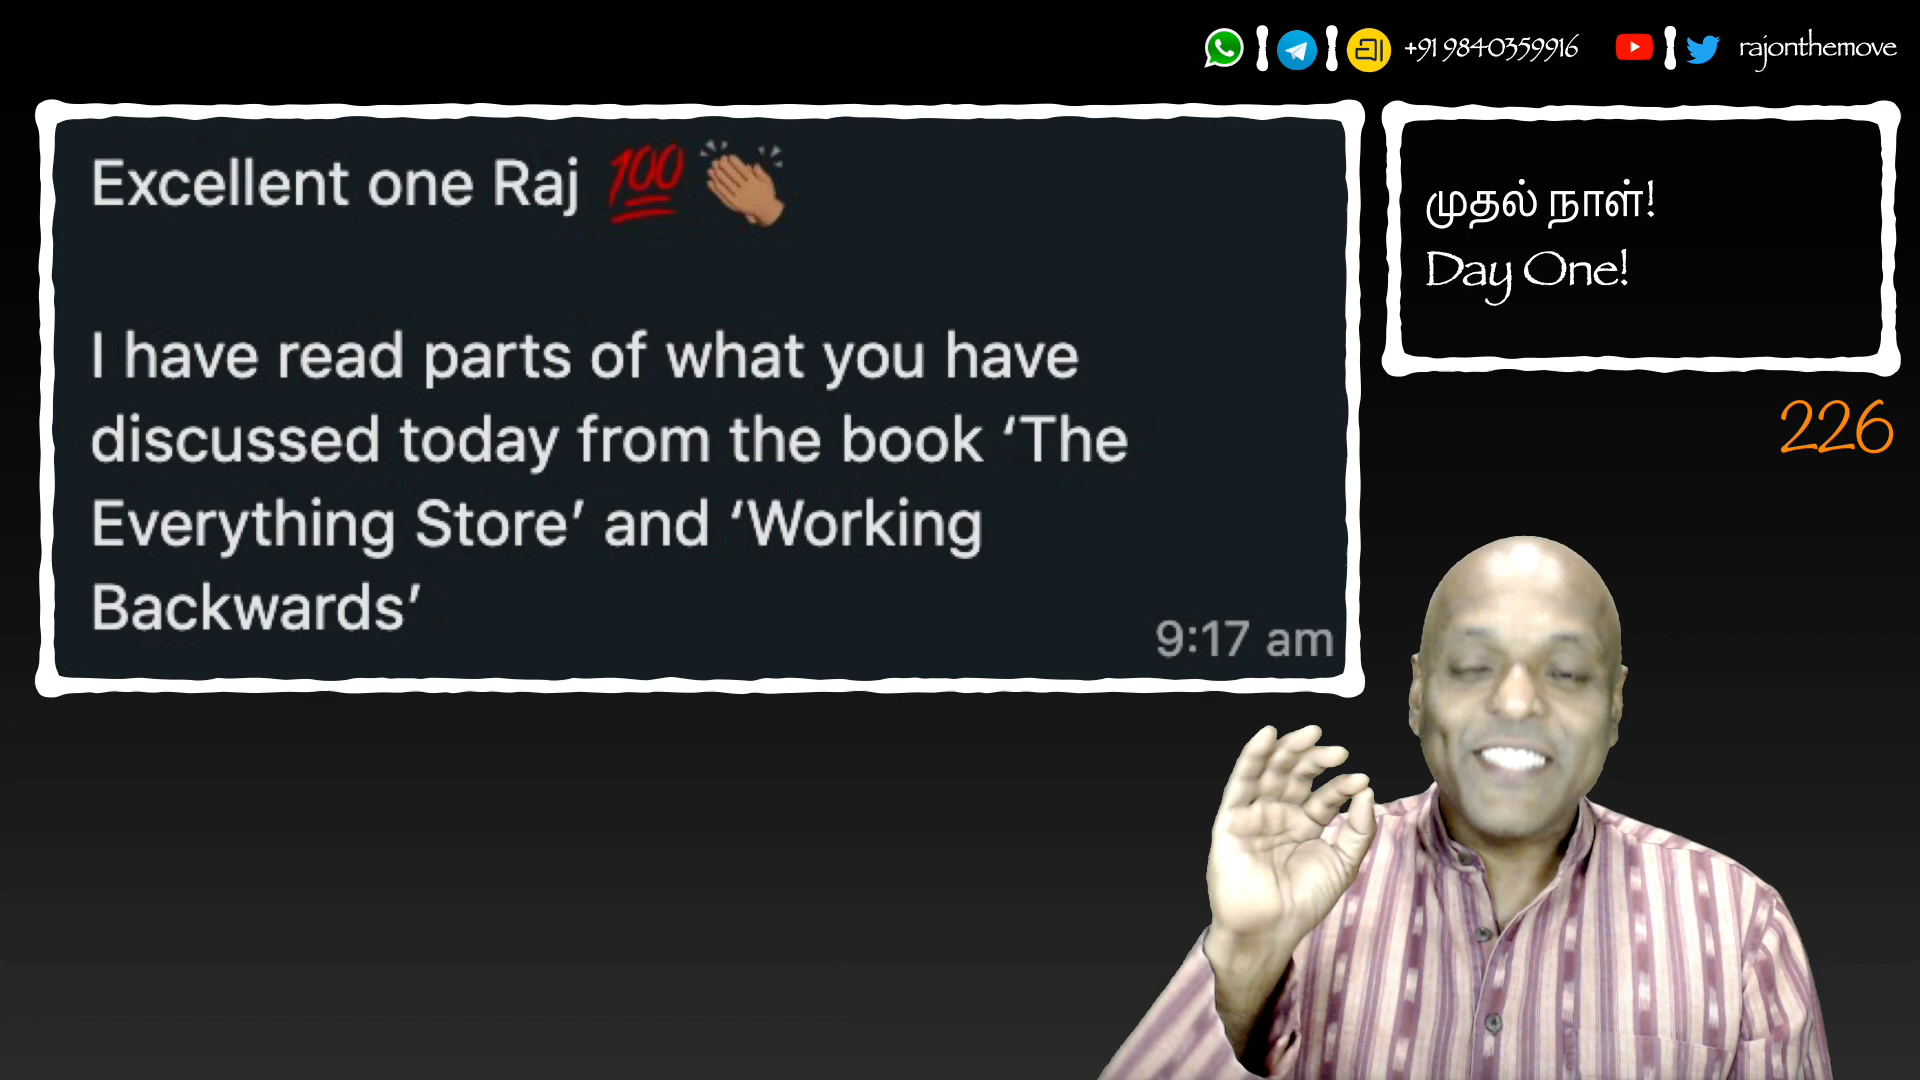 +91 9840359916 rajonthemove
Excellent one Raj 💯 👏🏽
I have read parts of what you have
discussed today from the book ‘The
Everything Store’ and ‘Working
Backwards’
9:17 am
முதல் நாள்!
Day One!
226